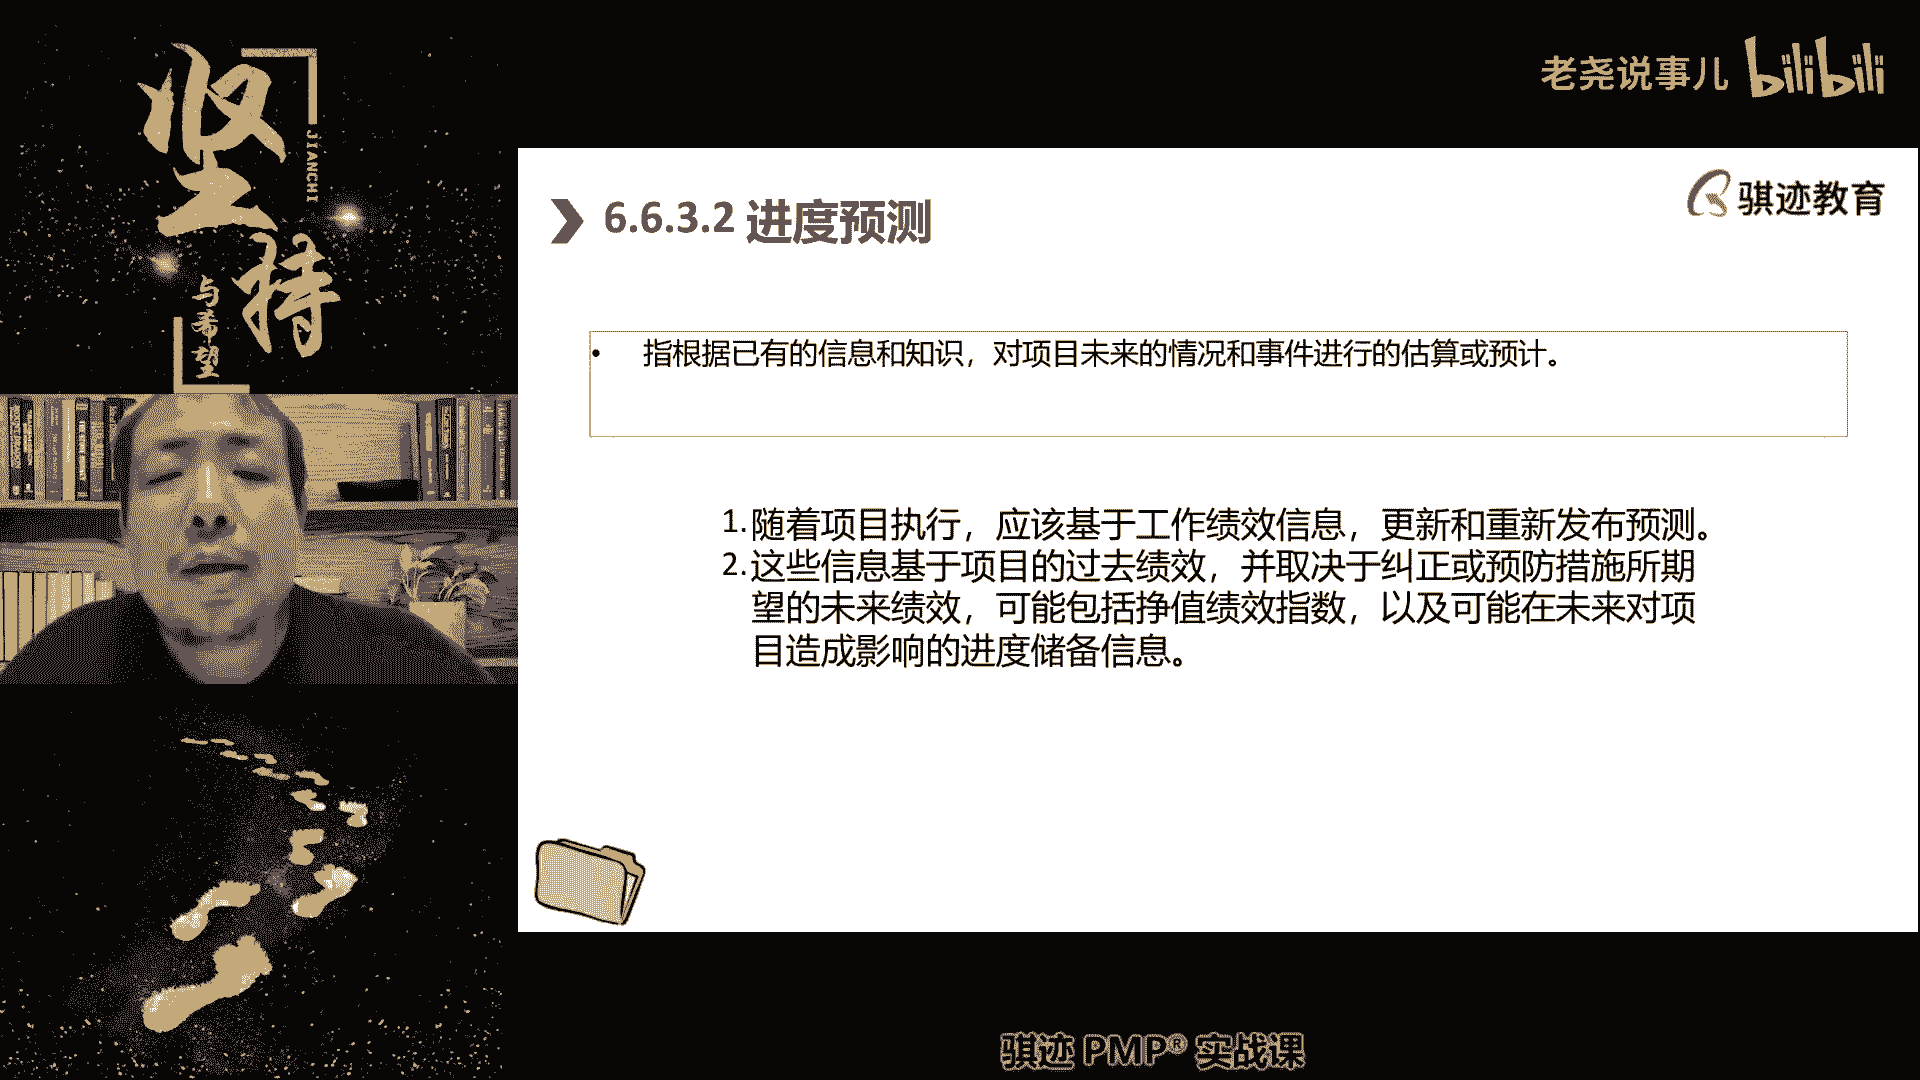 坚持
JIANCHI
与希望
老尧说事儿 bilibili
骐迹教育
6.6.3.2 进度预测
• 指根据已有的信息和知识，对项目未来的情况和事件进行的估算或预计。
1.随着项目执行，应该基于工作绩效信息，更新和重新发布预测。
2.这些信息基于项目的过去绩效，并取决于纠正或预防措施所期
望的未来绩效，可能包括挣值绩效指数，以及可能在未来对项
目造成影响的进度储备信息。
骐迹 PMP® 实战课